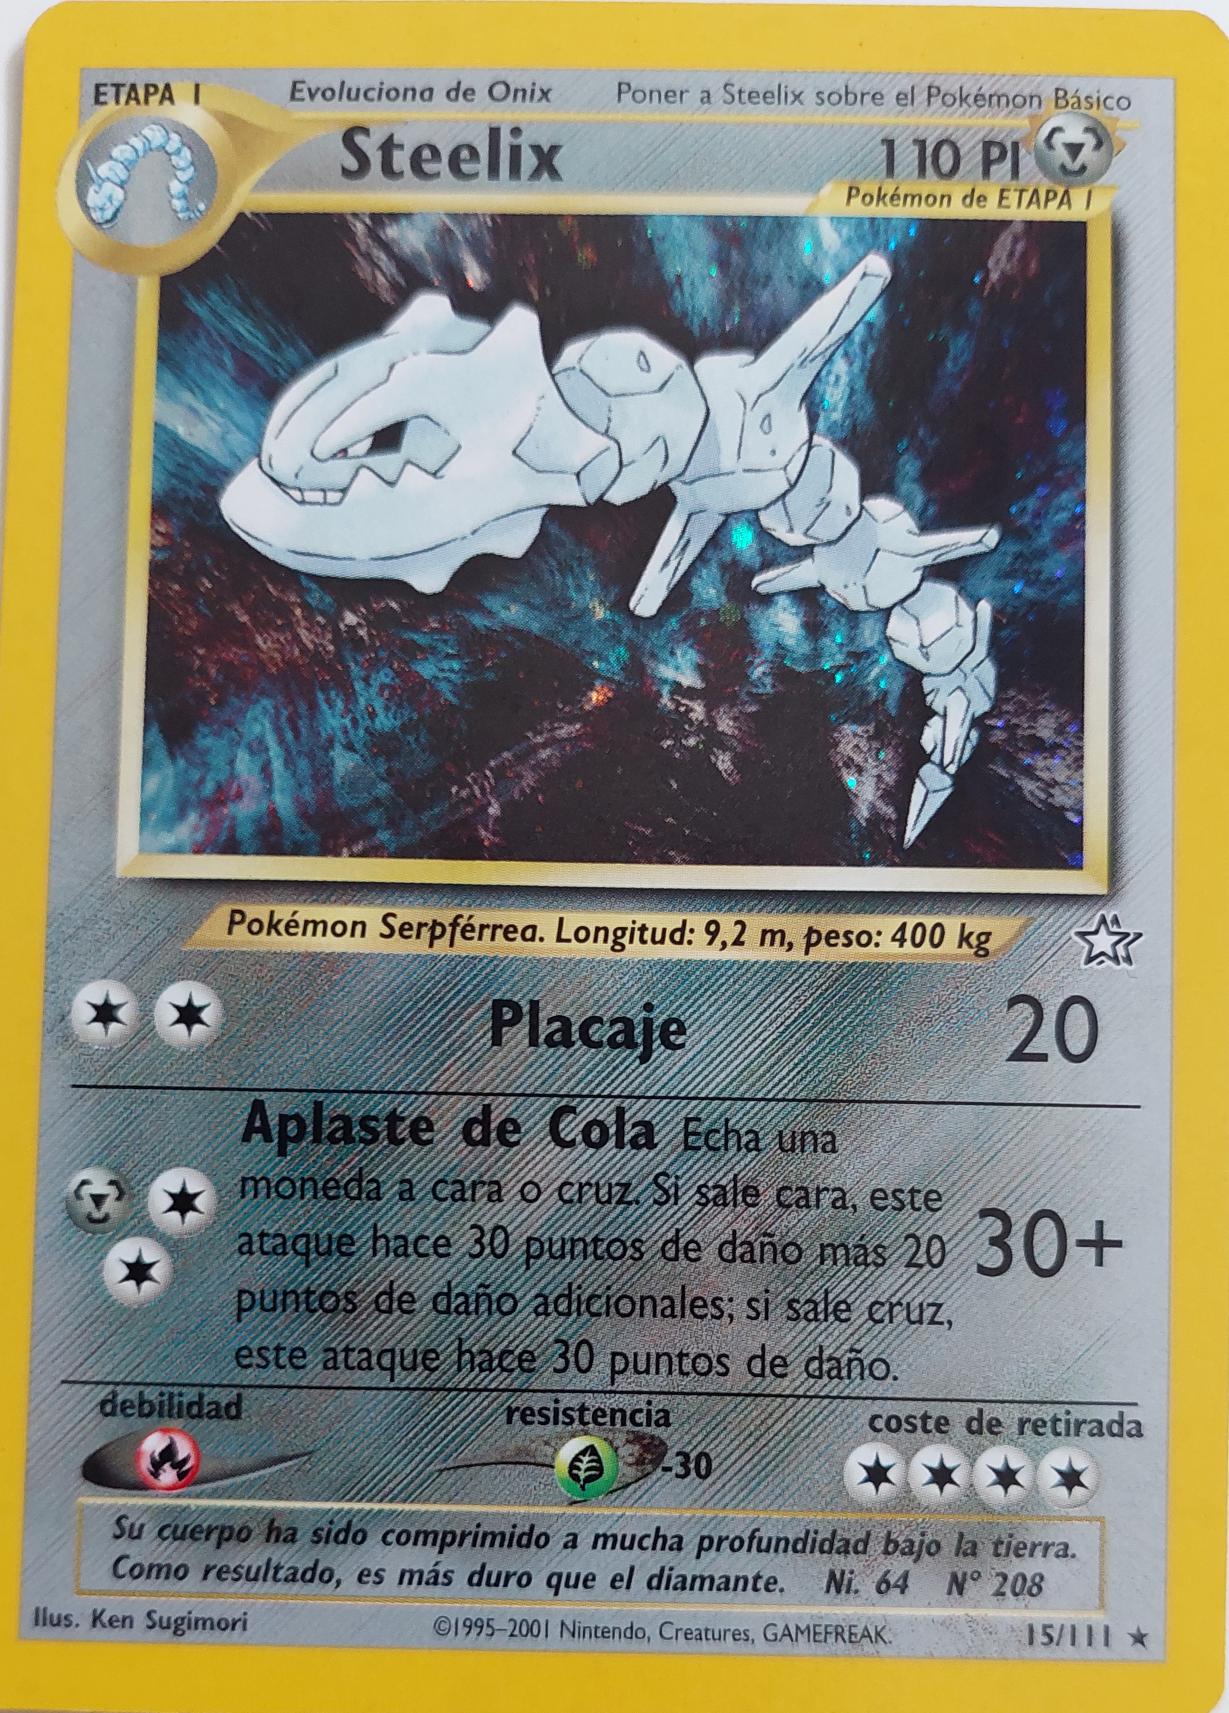 ETAPA 1 Evoluciona de Onix Poner a Steelix sobre el Pokémon Básico
Steelix 110 PI
Pokémon de ETAPA 1
Pokémon Serpférrea. Longitud: 9,2 m, peso: 400 kg
Placaje 20
Aplaste de Cola Echa una
moneda a cara o cruz. Si sale cara, este
ataque hace 30 puntos de daño más 20
puntos de daño adicionales; si sale cruz,
este ataque hace 30 puntos de daño.
30+
debilidad resistencia coste de retirada
-30
Su cuerpo ha sido comprimido a mucha profundidad bajo la tierra.
Como resultado, es más duro que el diamante. Ni. 64 Nº 208
Ilus. Ken Sugimori ©1995-2001 Nintendo, Creatures, GAMEFREAK. 15/111 ★